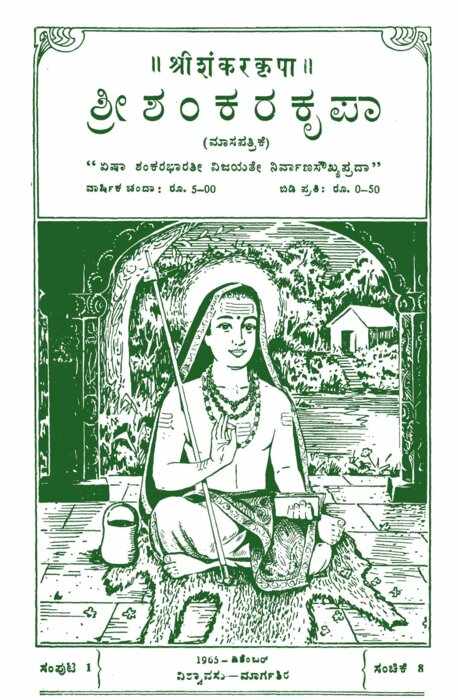 ॥ श्रीशंकरकृपा ॥
ಶ್ರೀ ಶಂಕರಕೃಪಾ
(ಮಾಸಪತ್ರಿಕೆ)
“ ಏಷಾ ಶಂಕರಭಾರತೀ ವಿಜಯತೇ ನಿರ್ವಾಣಸೌಖ್ಯಪ್ರದಾ”
ವಾರ್ಷಿಕ ಚಂದಾ : ರೂ. 5–00 ಬಿಡಿ ಪ್ರತಿ: ರೂ. 0–50
ಸಂಪುಟ 1
1965 – ಡಿಸೆಂಬರ್
ವಿಶ್ವಾವಸು—ಮಾರ್ಗಶಿರ
ಸಂಚಿಕೆ 8